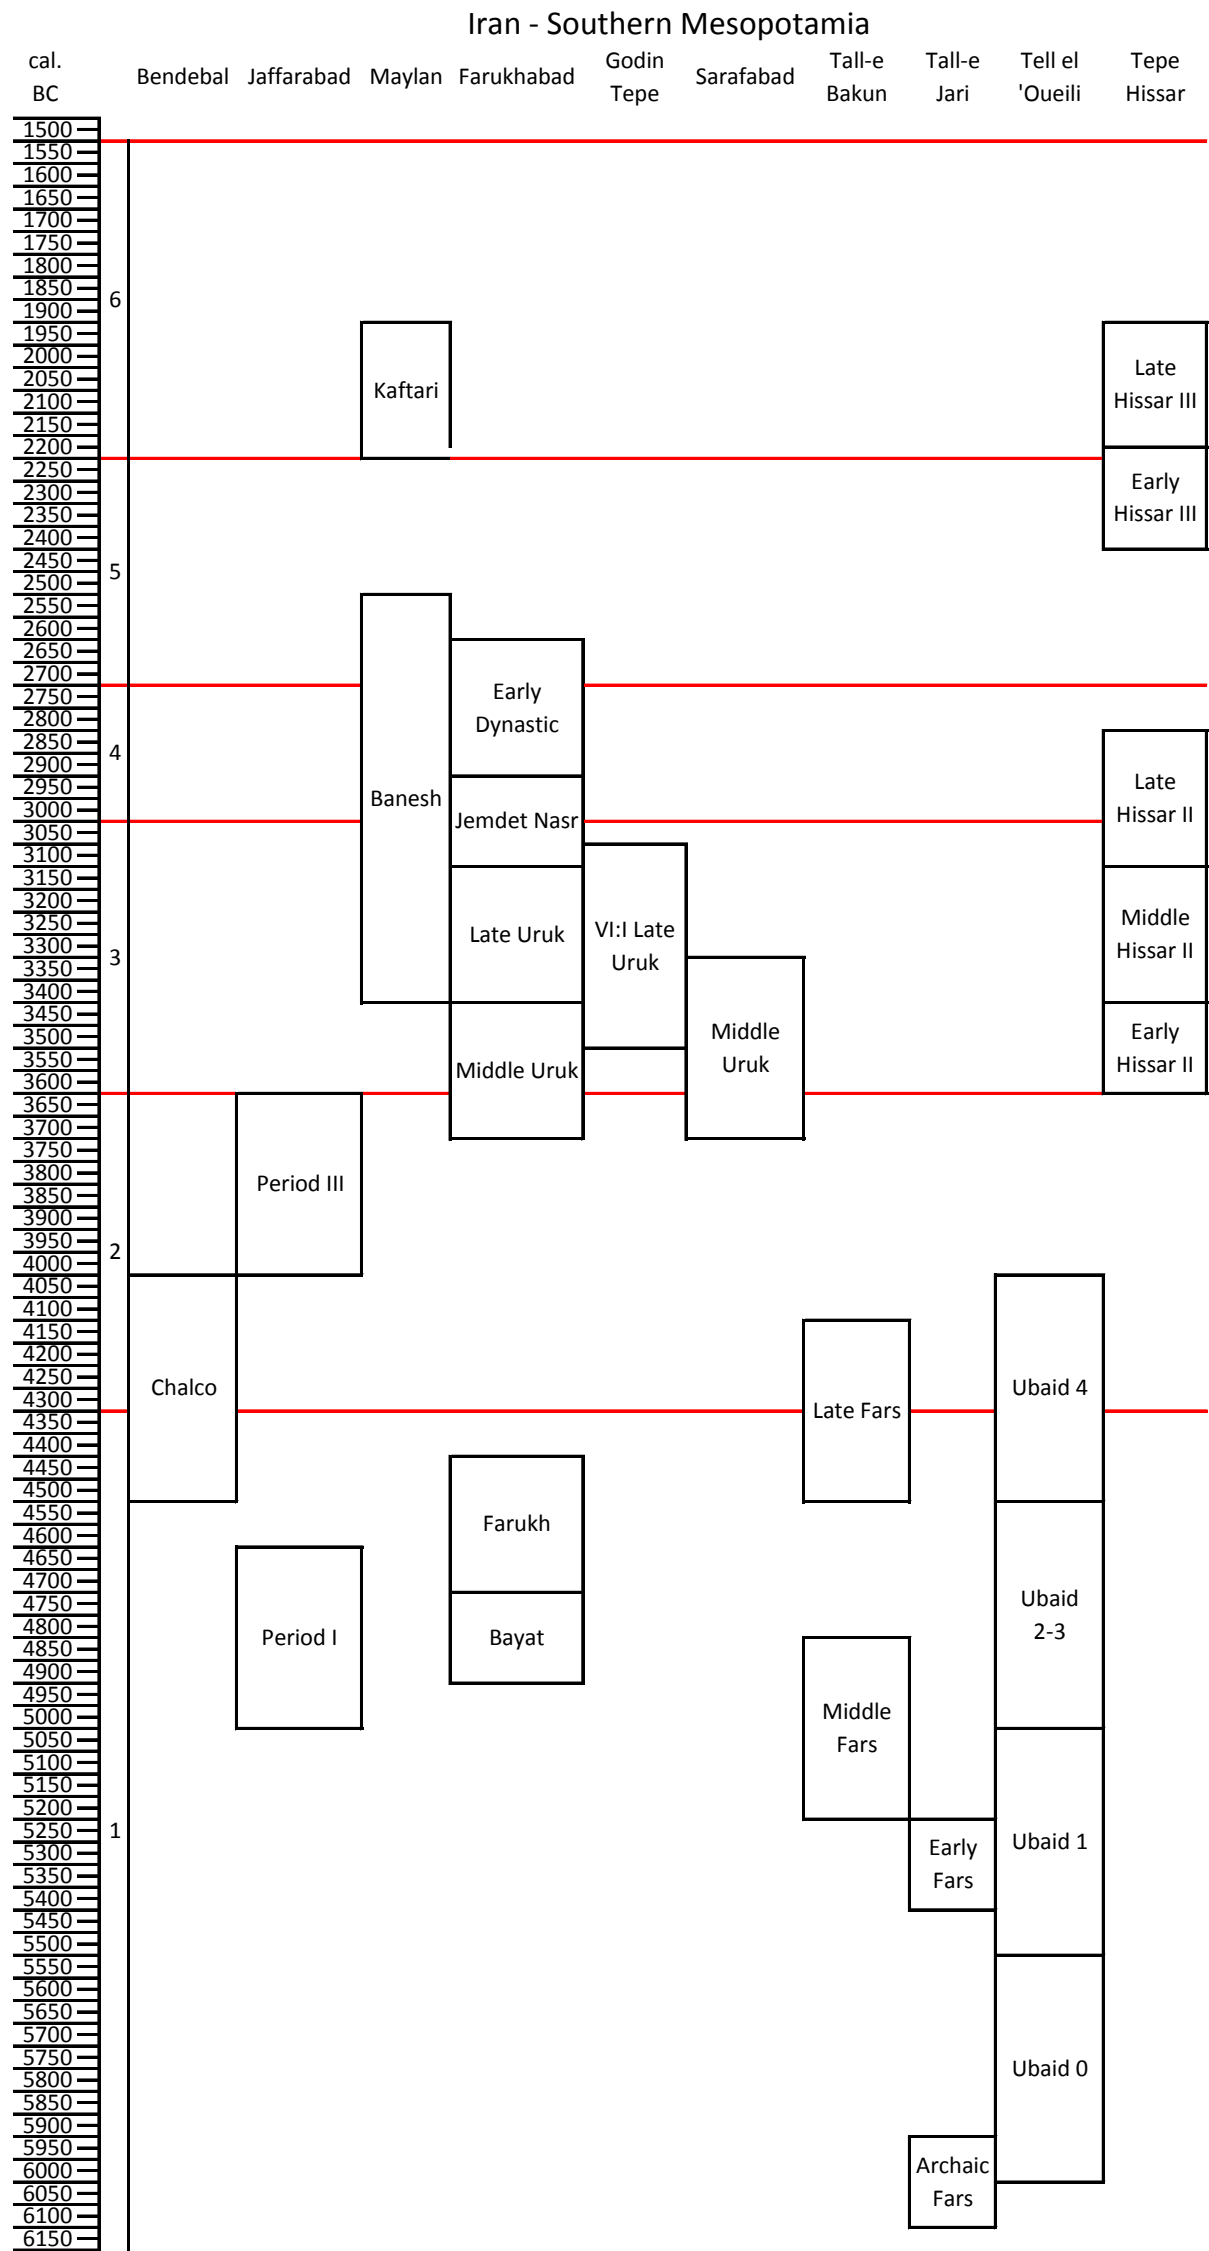 Iran - Southern Mesopotamia
cal.
BC
Bendebal
Jaffarabad
Maylan
Farukhabad
Godin
Tepe
Sarafabad
Tall-e
Bakun
Tall-e
Jari
Tell el
'Oueili
Tepe
Hissar
1500
1550
1600
1650
1700
1750
1800
1850
1900
1950
2000
2050
2100
2150
2200
2250
2300
2350
2400
2450
2500
2550
2600
2650
2700
2750
2800
2850
2900
2950
3000
3050
3100
3150
3200
3250
3300
3350
3400
3450
3500
3550
3600
3650
3700
3750
3800
3850
3900
3950
4000
4050
4100
4150
4200
4250
4300
4350
4400
4450
4500
4550
4600
4650
4700
4750
4800
4850
4900
4950
5000
5050
5100
5150
5200
5250
5300
5350
5400
5450
5500
5550
5600
5650
5700
5750
5800
5850
5900
5950
6000
6050
6100
6150
6
5
4
3
2
1
Chalco
Period III
Period I
Kaftari
Banesh
Early
Dynastic
Jemdet Nasr
Late Uruk
Middle Uruk
Farukh
Bayat
VI:I Late
Uruk
Middle
Uruk
Late Fars
Middle
Fars
Early
Fars
Archaic
Fars
Ubaid 4
Ubaid
2-3
Ubaid 1
Ubaid 0
Late
Hissar III
Early
Hissar III
Late
Hissar II
Middle
Hissar II
Early
Hissar II